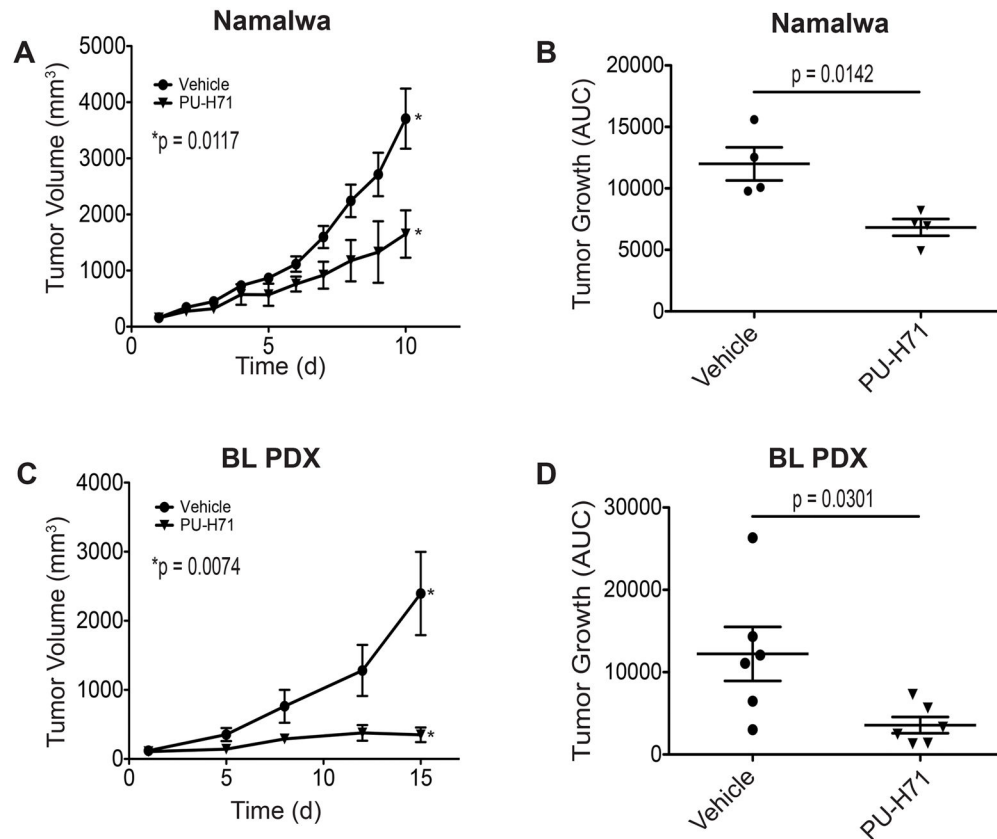 A
Namalwa
Tumor Volume (mm³)
5000
4000
3000
2000
1000
0
Vehicle
PU-H71
*p = 0.0117
*
*
0
5
10
Time (d)
B
Namalwa
Tumor Growth (AUC)
20000
15000
10000
5000
0
p = 0.0142
Vehicle
PU-H71
C
BL PDX
Tumor Volume (mm³)
4000
3000
2000
1000
0
Vehicle
PU-H71
*p = 0.0074
*
*
0
5
10
15
Time (d)
D
BL PDX
Tumor Growth (AUC)
30000
20000
10000
0
p = 0.0301
Vehicle
PU-H71